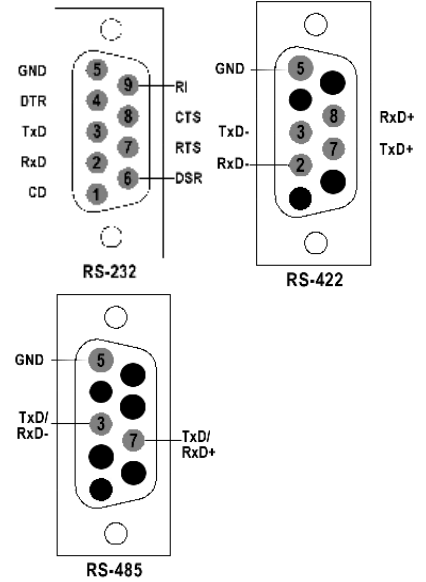 GND 5
9 RI
DTR 4
8 CTS
TxD 3
7 RTS
RxD 2
6 DSR
CD 1
RS-232
GND 5
8 RxD+
TxD- 3
7 TxD+
RxD- 2
RS-422
GND 5
TxD/
RxD- 3
7 TxD/
RxD+
RS-485